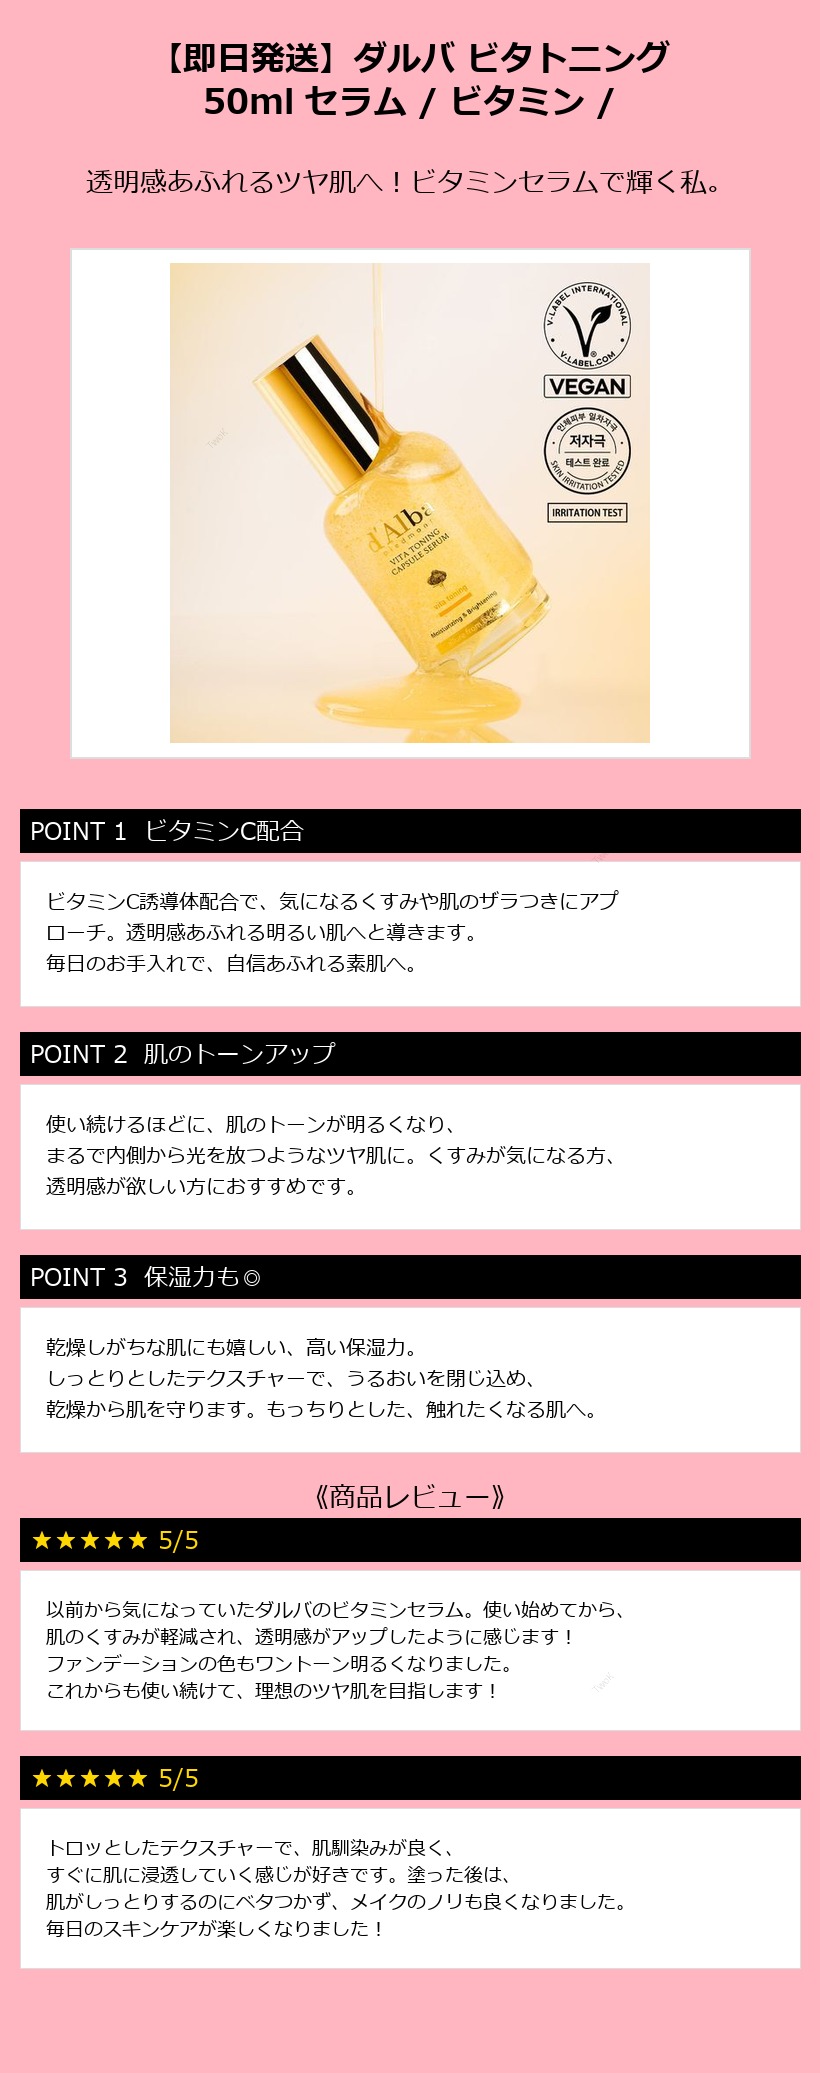 【即日発送】ダルバ ビタトニング
50ml セラム / ビタミン /
透明感あふれるツヤ肌へ！ビタミンセラムで輝く私。
V-LABEL INTERNATIONAL
V-LABEL.COM
®
VEGAN
인체피부 일차자극
저자극
테스트 완료
SKIN IRRITATION TESTED
IRRITATION TEST
d'Alba
piedmont
VITA TONING
CAPSULE SERUM
vita toning
Moisturizing & Brightening
POINT 1 ビタミンC配合
ビタミンC誘導体配合で、気になるくすみや肌のザラつきにアプ
ローチ。透明感あふれる明るい肌へと導きます。
毎日のお手入れで、自信あふれる素肌へ。
POINT 2 肌のトーンアップ
使い続けるほどに、肌のトーンが明るくなり、
まるで内側から光を放つようなツヤ肌に。くすみが気になる方、
透明感が欲しい方におすすめです。
POINT 3 保湿力も◎
乾燥しがちな肌にも嬉しい、高い保湿力。
しっとりとしたテクスチャーで、うるおいを閉じ込め、
乾燥から肌を守ります。もっちりとした、触れたくなる肌へ。
《商品レビュー》
★★★★★ 5/5
以前から気になっていたダルバのビタミンセラム。使い始めてから、
肌のくすみが軽減され、透明感がアップしたように感じます！
ファンデーションの色もワントーン明るくなりました。
これからも使い続けて、理想のツヤ肌を目指します！
★★★★★ 5/5
トロッとしたテクスチャーで、肌馴染みが良く、
すぐに肌に浸透していく感じが好きです。塗った後は、
肌がしっとりするのにベタつかず、メイクのノリも良くなりました。
毎日のスキンケアが楽しくなりました！